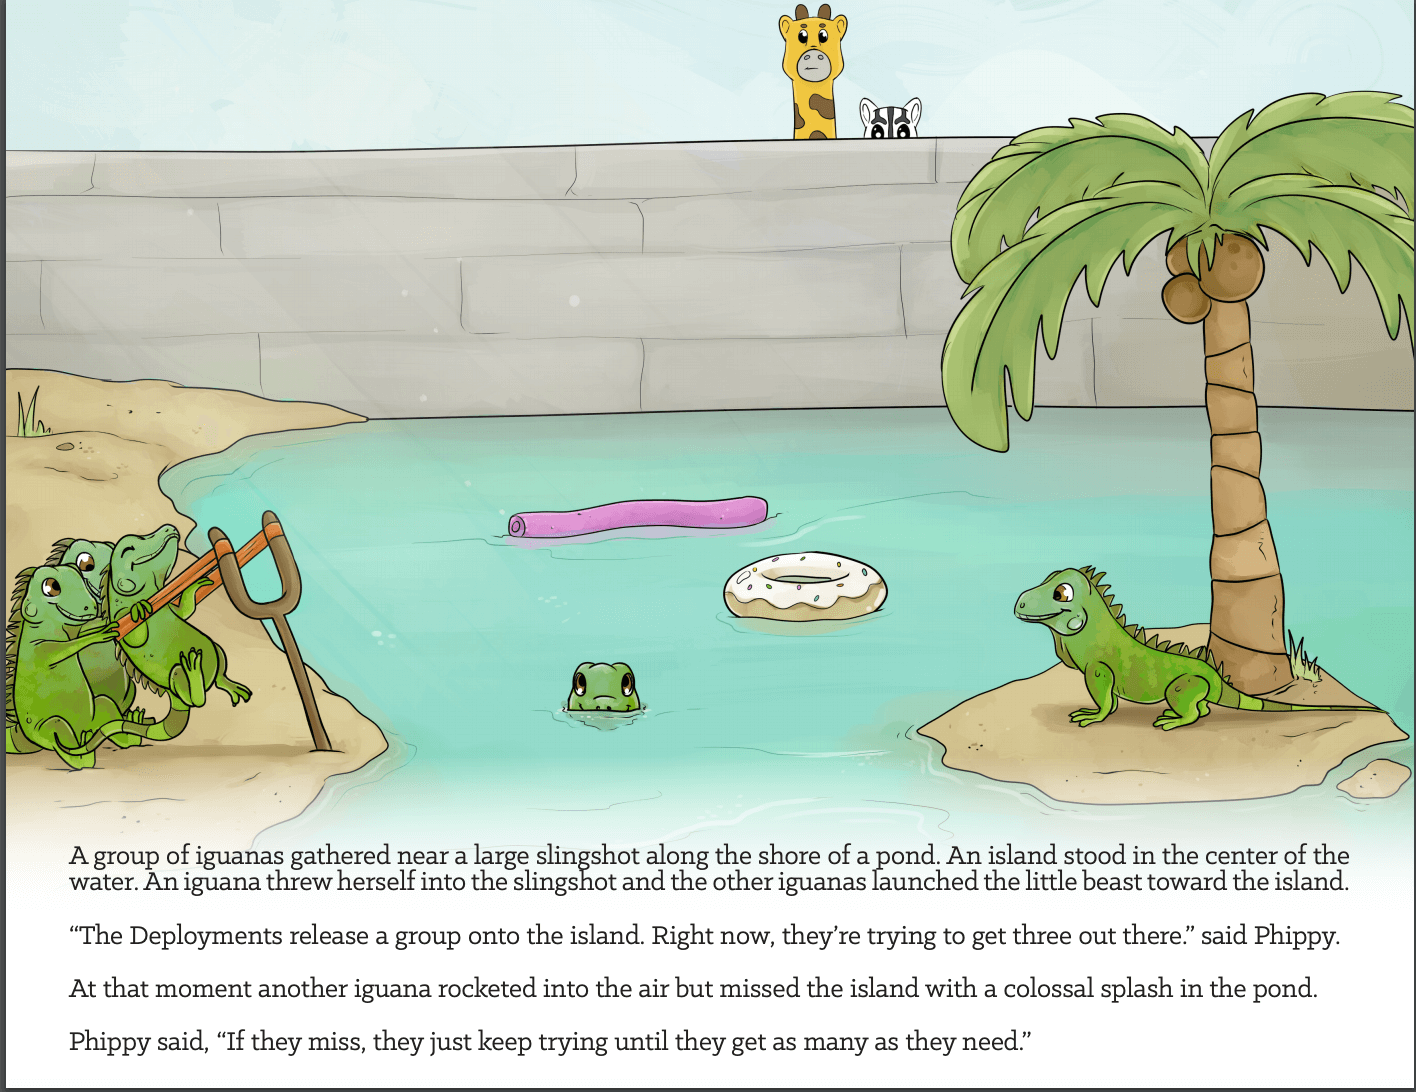 A group of iguanas gathered near a large slingshot along the shore of a pond. An island stood in the center of the
water. An iguana threw herself into the slingshot and the other iguanas launched the little beast toward the island.
“The Deployments release a group onto the island. Right now, they’re trying to get three out there.” said Phippy.
At that moment another iguana rocketed into the air but missed the island with a colossal splash in the pond.
Phippy said, “If they miss, they just keep trying until they get as many as they need.”